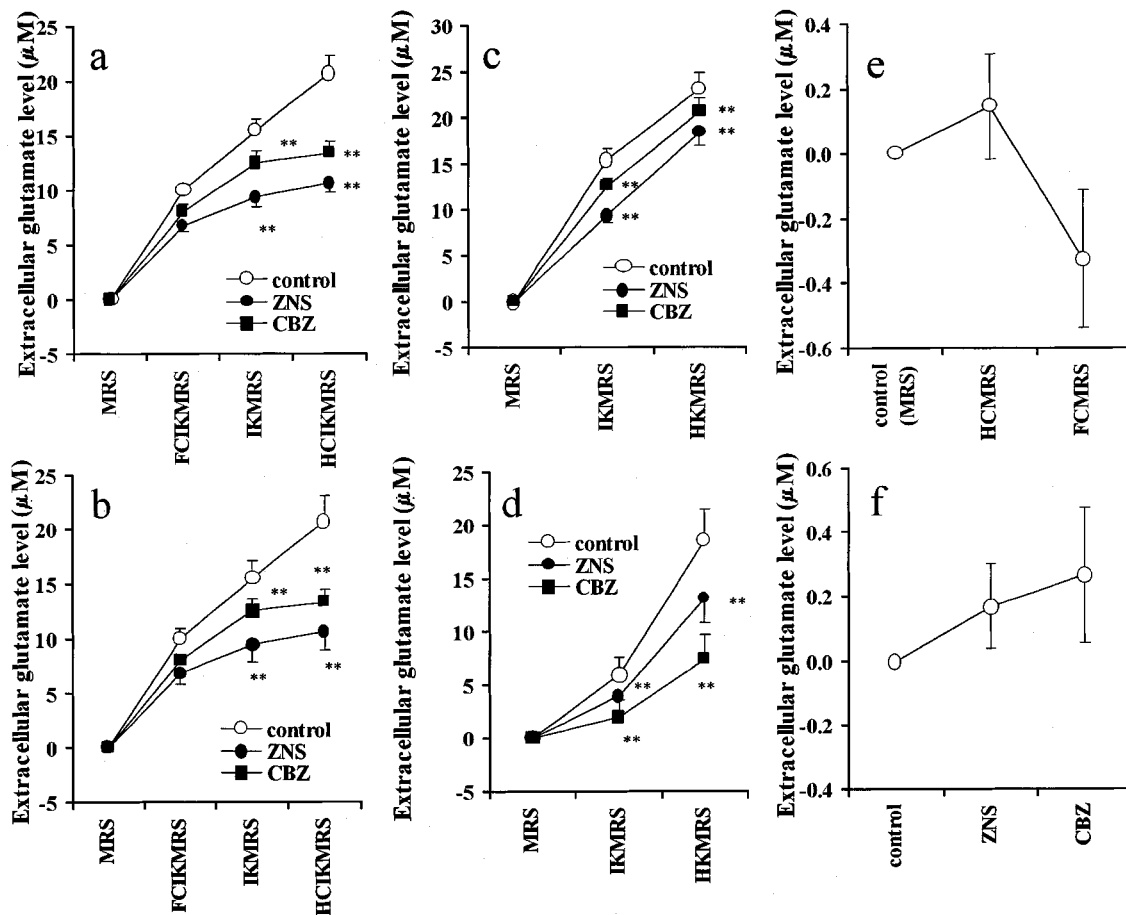 a
Extracellular glutamate level (μM)
25
20
15
10
5
0
-5
** **
**
**
control
ZNS
CBZ
MRS
FCIKMRS
IKMRS
HCIKMRS
c
Extracellular glutamate level (μM)
30
25
20
15
10
5
0
-5
**
**
**
**
control
ZNS
CBZ
MRS
IKMRS
HKMRS
e
Extracellular glutamate level (μM)
0.4
0.2
0.0
-0.2
-0.4
-0.6
control
(MRS)
HCMRS
FCMRS
b
Extracellular glutamate level (μM)
25
20
15
10
5
0
-5
**
**
**
**
control
ZNS
CBZ
MRS
FCIKMRS
IKMRS
HCIKMRS
d
Extracellular glutamate level (μM)
25
20
15
10
5
0
-5
control
ZNS
CBZ
**
**
**
**
MRS
IKMRS
HKMRS
f
Extracellular glutamate level (μM)
0.6
0.4
0.2
0.0
-0.2
-0.4
control
ZNS
CBZ